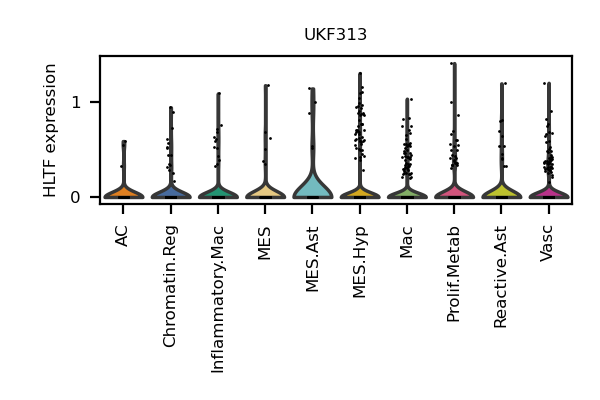 UKF313
HLTF expression
1
0
AC
Chromatin.Reg
Inflammatory.Mac
MES
MES.Ast
MES.Hyp
Mac
Prolif.Metab
Reactive.Ast
Vasc